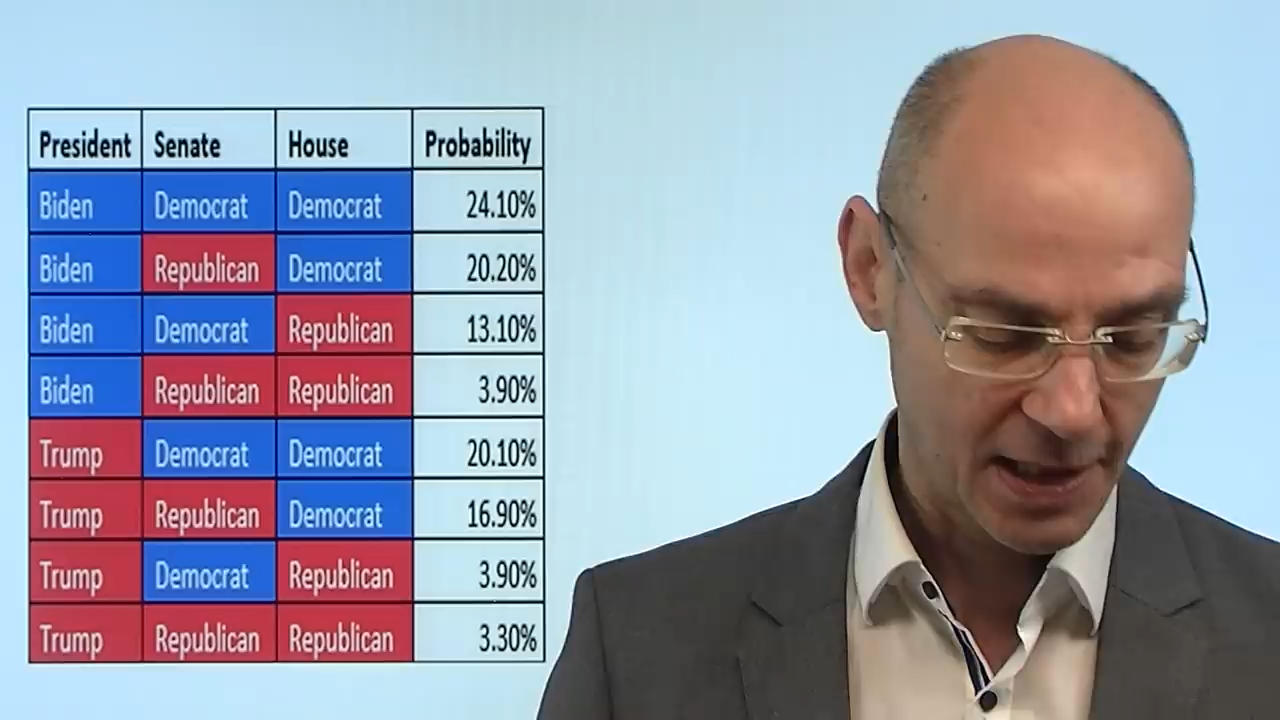 President Senate House Probability
Biden Democrat Democrat 24.10%
Biden Republican Democrat 20.20%
Biden Democrat Republican 13.10%
Biden Republican Republican 3.90%
Trump Democrat Democrat 20.10%
Trump Republican Democrat 16.90%
Trump Democrat Republican 3.90%
Trump Republican Republican 3.30%